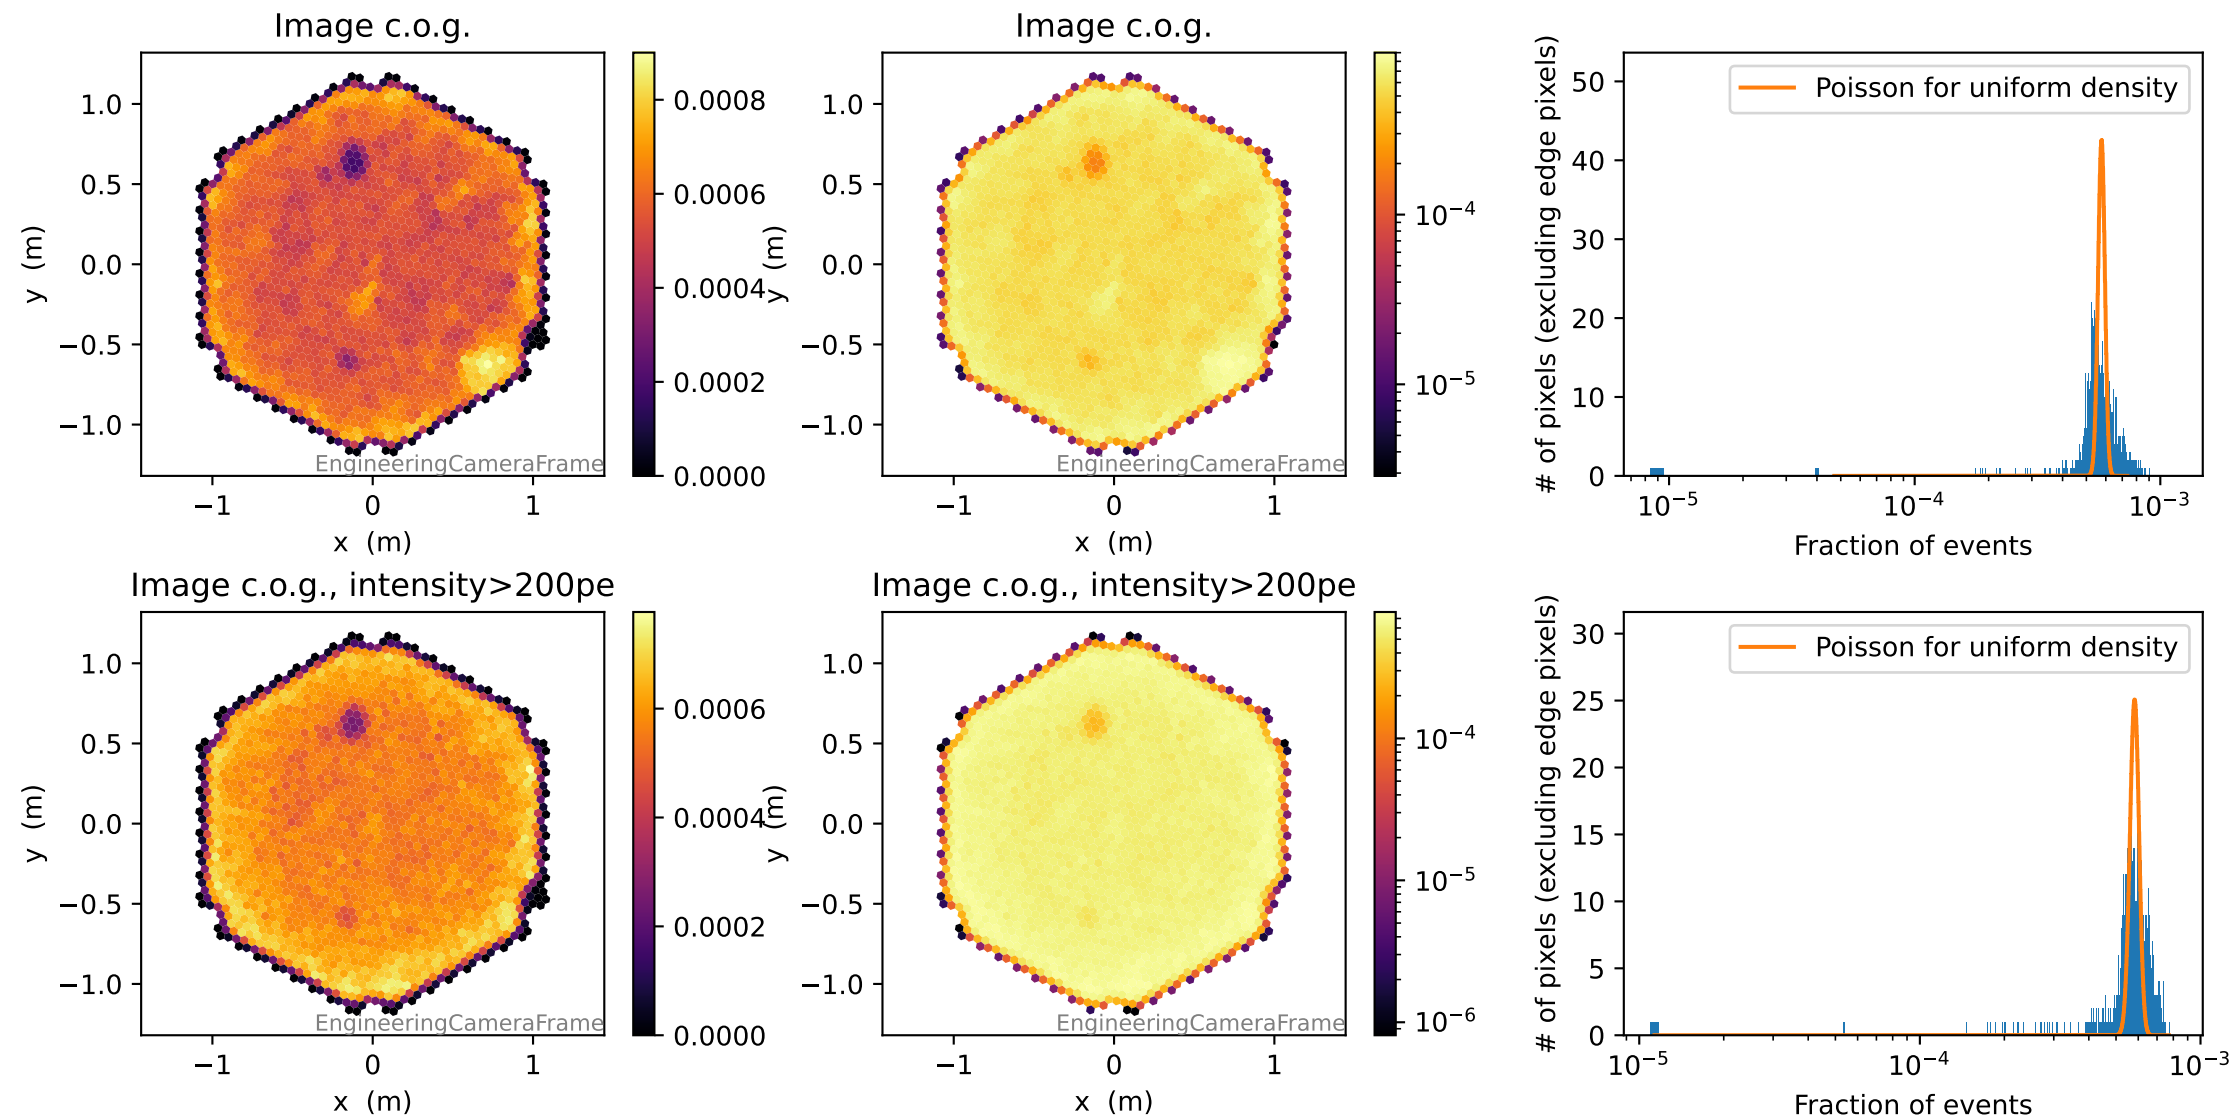 Image c.o.g.
1.0
0.5
0.0
−0.5
−1.0
y (m)
−1
0
1
x (m)
EngineeringCameraFrame
0.0008
0.0006
0.0004
0.0002
0.0000
Image c.o.g.
1.0
0.5
0.0
−0.5
−1.0
y (m)
−1
0
1
x (m)
EngineeringCameraFrame
10⁻⁴
10⁻⁵
# of pixels (excluding edge pixels)
50
40
30
20
10
0
Poisson for uniform density
10⁻⁵
10⁻⁴
10⁻³
Fraction of events
Image c.o.g., intensity>200pe
1.0
0.5
0.0
−0.5
−1.0
y (m)
−1
0
1
x (m)
EngineeringCameraFrame
0.0006
0.0004
0.0002
0.0000
Image c.o.g., intensity>200pe
1.0
0.5
0.0
−0.5
−1.0
y (m)
−1
0
1
x (m)
EngineeringCameraFrame
10⁻⁴
10⁻⁵
10⁻⁶
# of pixels (excluding edge pixels)
30
25
20
15
10
5
0
Poisson for uniform density
10⁻⁵
10⁻⁴
10⁻³
Fraction of events